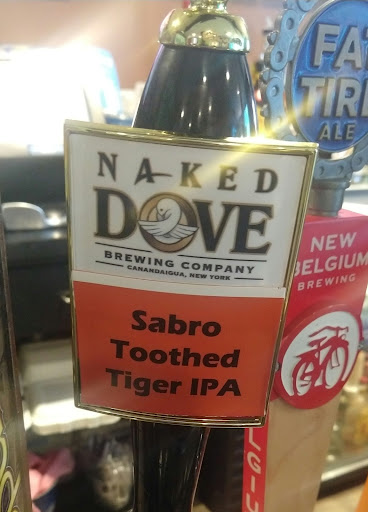 NAKED
DOVE
BREWING COMPANY
CANANDAIGUA, NEW YORK
Sabro
Toothed
Tiger IPA
FAT
TIRE
ALE
NEW
BELGIUM
BREWING